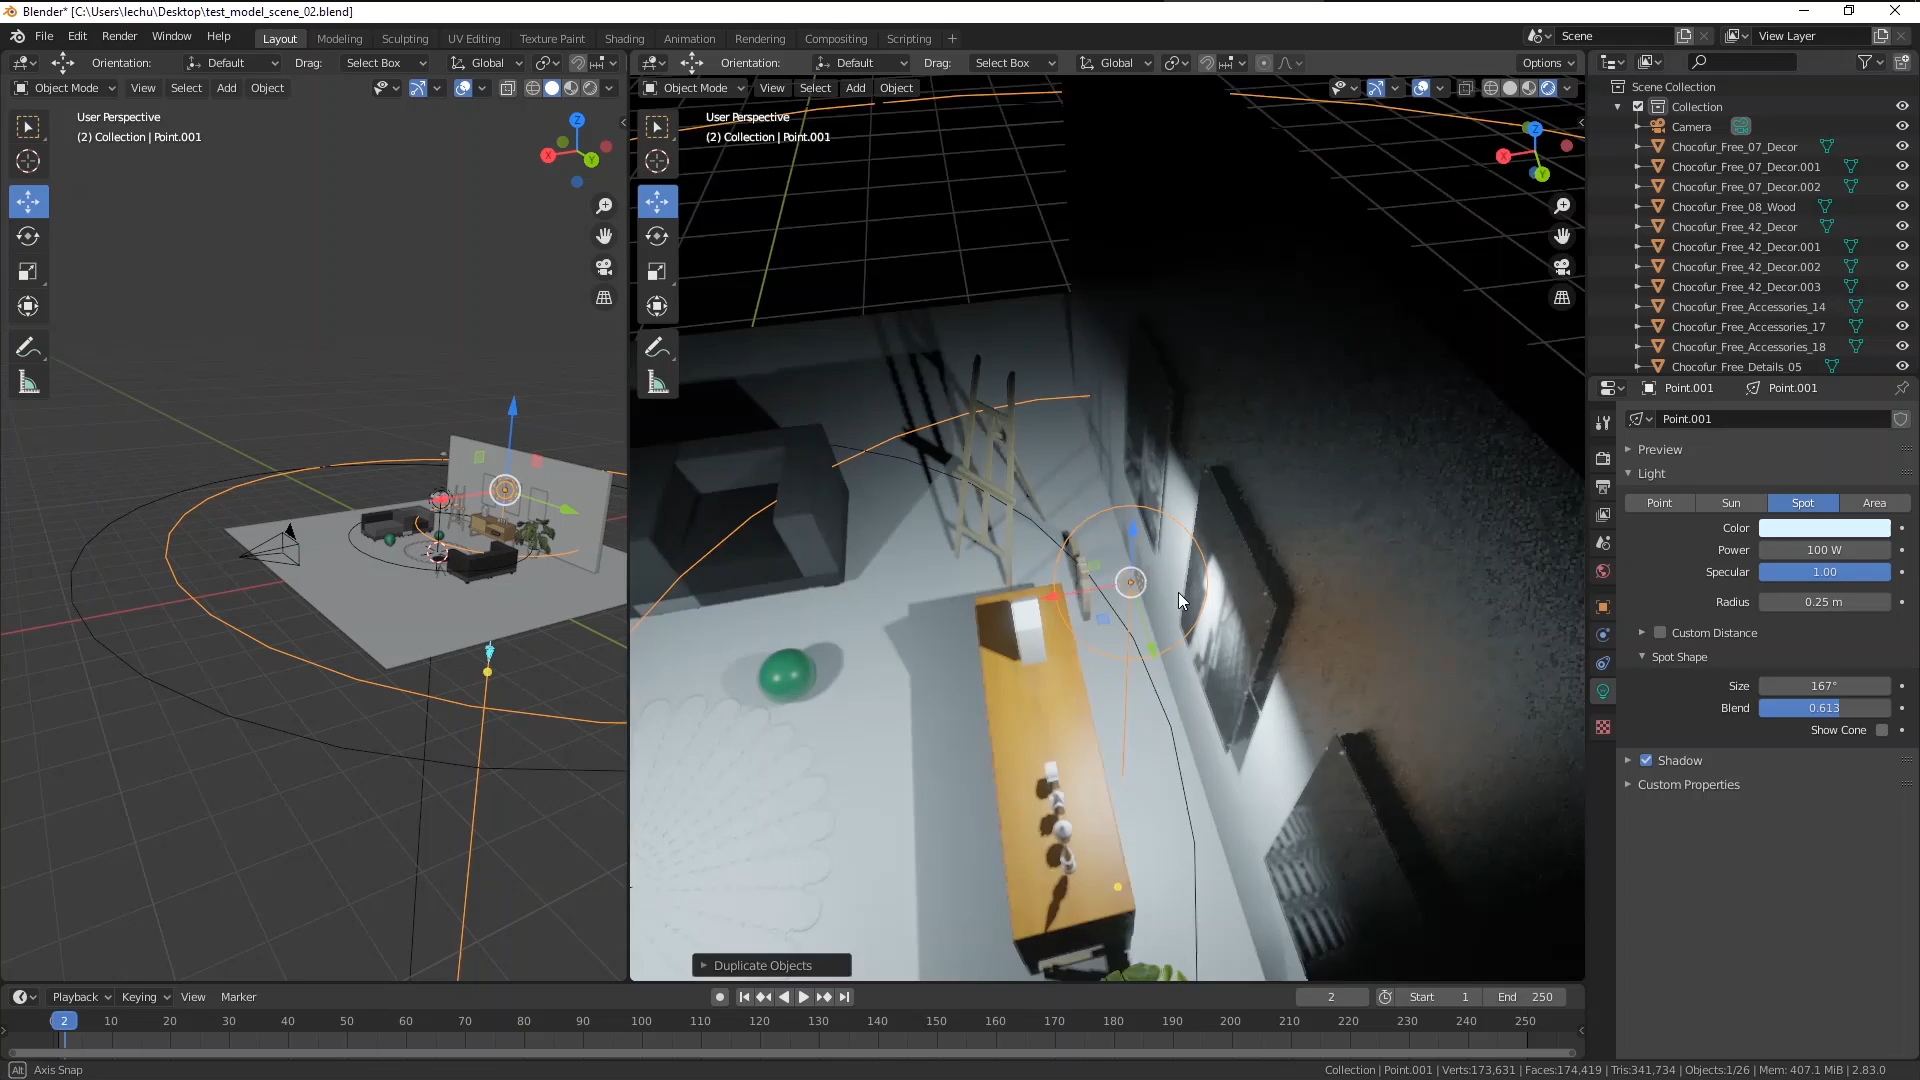 Blender* [C:\Users\lechu\Desktop\test_model_scene_02.blend]
File Edit Render Window Help
Layout Modeling Sculpting UV Editing Texture Paint Shading Animation Rendering Compositing Scripting +
Scene
View Layer
Orientation: Default Drag: Select Box Global
Orientation: Default Drag: Select Box Global Options
Object Mode View Select Add Object
Object Mode View Select Add Object
User Perspective
(2) Collection | Point.001
User Perspective
(2) Collection | Point.001
Z
X
Y
Z
X
Y
Duplicate Objects
Scene Collection
Collection
Camera
Chocofur_Free_07_Decor
Chocofur_Free_07_Decor.001
Chocofur_Free_07_Decor.002
Chocofur_Free_08_Wood
Chocofur_Free_42_Decor
Chocofur_Free_42_Decor.001
Chocofur_Free_42_Decor.002
Chocofur_Free_42_Decor.003
Chocofur_Free_Accessories_14
Chocofur_Free_Accessories_17
Chocofur_Free_Accessories_18
Chocofur_Free_Details_05
Point.001 Point.001
Point.001
Preview
Light
Point Sun Spot Area
Color
Power 100 W
Specular 1.00
Radius 0.25 m
Custom Distance
Spot Shape
Size 167°
Blend 0.613
Show Cone
Shadow
Custom Properties
Playback Keying View Marker
2 Start 1 End 250
2 10 20 30 40 50 60 70 80 90 100 110 120 130 140 150 160 170 180 190 200 210 220 230 240 250
Alt Axis Snap
Collection | Point.001 | Verts:173,631 | Faces:174,419 | Tris:341,734 | Objects:1/26 | Mem: 407.1 MiB | 2.83.0